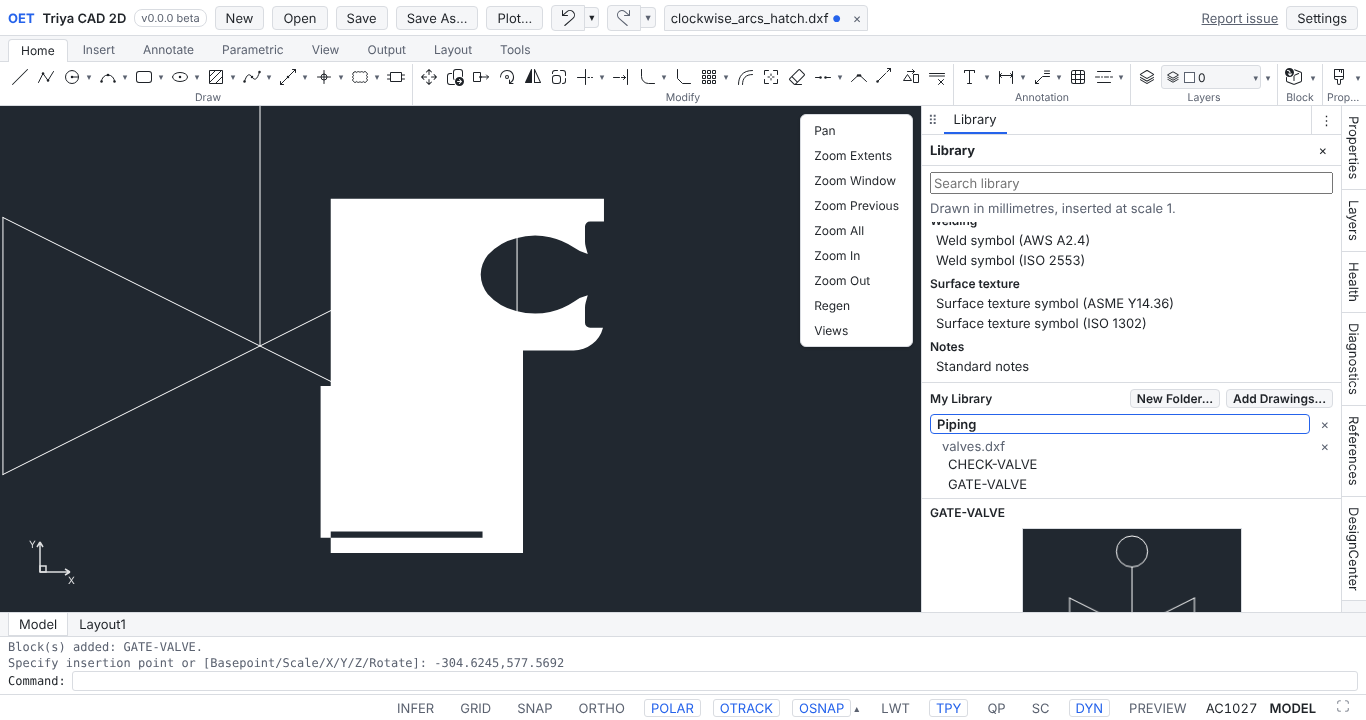 OET Triya CAD 2D v0.0.0 beta New Open Save Save As... Plot... clockwise_arcs_hatch.dxf × Report issue Settings
Home Insert Annotate Parametric View Output Layout Tools
0
Draw Modify Annotation Layers Block Prop...
Pan
Zoom Extents
Zoom Window
Zoom Previous
Zoom All
Zoom In
Zoom Out
Regen
Views
Y
X
Library
Library ×
Search library
Drawn in millimetres, inserted at scale 1.
Welding
Weld symbol (AWS A2.4)
Weld symbol (ISO 2553)
Surface texture
Surface texture symbol (ASME Y14.36)
Surface texture symbol (ISO 1302)
Notes
Standard notes
My Library New Folder... Add Drawings...
Piping ×
valves.dxf ×
CHECK-VALVE
GATE-VALVE
GATE-VALVE
Properties
Layers
Health
Diagnostics
References
DesignCenter
Model Layout1
Block(s) added: GATE-VALVE.
Specify insertion point or [Basepoint/Scale/X/Y/Z/Rotate]: -304.6245,577.5692
Command:
INFER GRID SNAP ORTHO POLAR OTRACK OSNAP LWT TPY QP SC DYN PREVIEW AC1027 MODEL